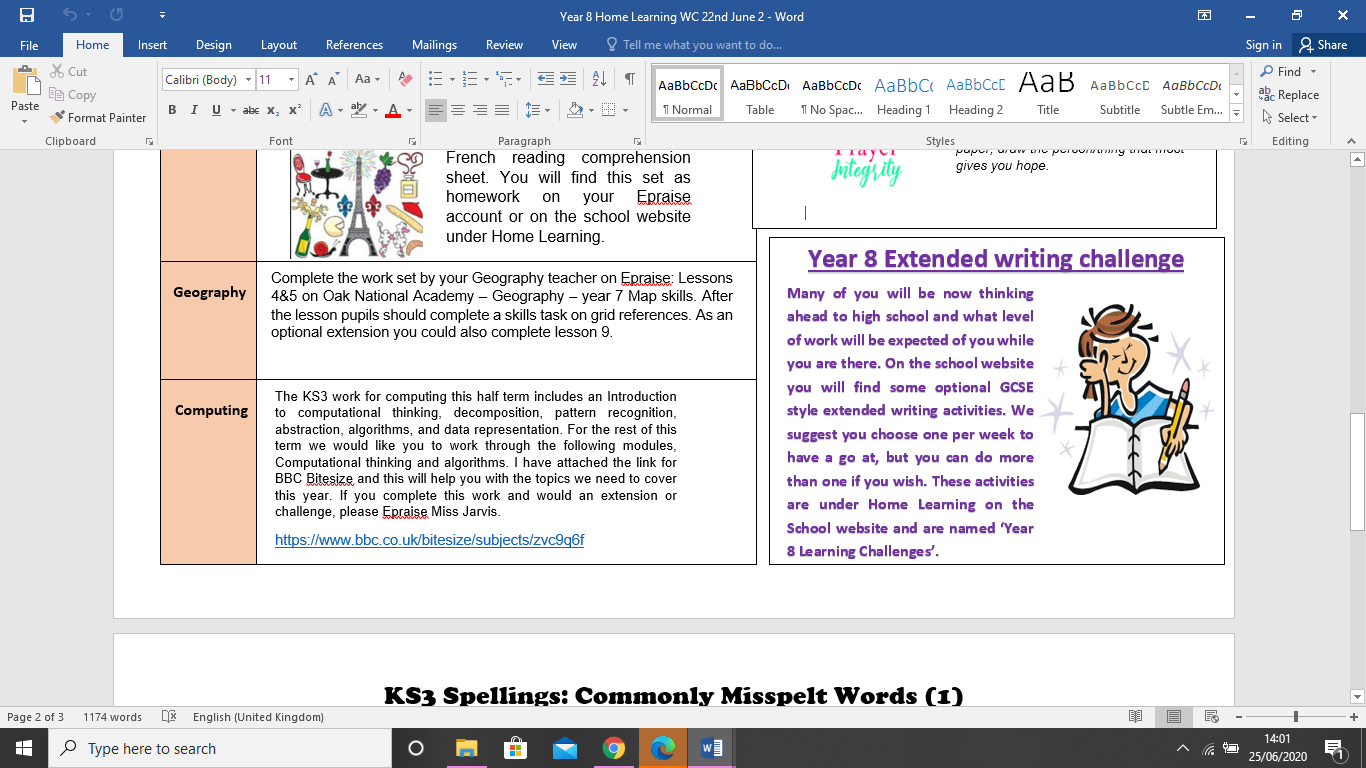 Year 8 Home Learning WC 22nd June 2 - Word
File
Home
Insert
Design
Layout
References
Mailings
Review
View
Tell me what you want to do...
Sign in
Share
Paste
Cut
Copy
Format Painter
Clipboard
Calibri (Body)
11
Font
Paragraph
AaBbCcDc
¶ Normal
AaBbCcDc
Table
AaBbCcDc
¶ No Spac...
AaBbCc
Heading 1
AaBbCcD
Heading 2
AaB
Title
AaBbCcD
Subtitle
AaBbCcDc
Subtle Em...
Styles
Find
Replace
Select
Editing
French reading comprehension
sheet. You will find this set as
homework on your Epraise
account or on the school website
under Home Learning.
Geography
Complete the work set by your Geography teacher on Epraise: Lessons
4&5 on Oak National Academy – Geography – year 7 Map skills. After
the lesson pupils should complete a skills task on grid references. As an
optional extension you could also complete lesson 9.
Computing
The KS3 work for computing this half term includes an Introduction
to computational thinking, decomposition, pattern recognition,
abstraction, algorithms, and data representation. For the rest of this
term we would like you to work through the following modules,
Computational thinking and algorithms. I have attached the link for
BBC Bitesize and this will help you with the topics we need to cover
this year. If you complete this work and would an extension or
challenge, please Epraise Miss Jarvis.
https://www.bbc.co.uk/bitesize/subjects/zvc9q6f
Prayer
Integrity
paper, draw the person/thing that most
gives you hope.
Year 8 Extended writing challenge
Many of you will be now thinking
ahead to high school and what level
of work will be expected of you while
you are there. On the school website
you will find some optional GCSE
style extended writing activities. We
suggest you choose one per week to
have a go at, but you can do more
than one if you wish. These activities
are under Home Learning on the
School website and are named ‘Year
8 Learning Challenges’.
KS3 Spellings: Commonly Misspelt Words (1)
Page 2 of 3
1174 words
English (United Kingdom)
Type here to search
14:01
25/06/2020